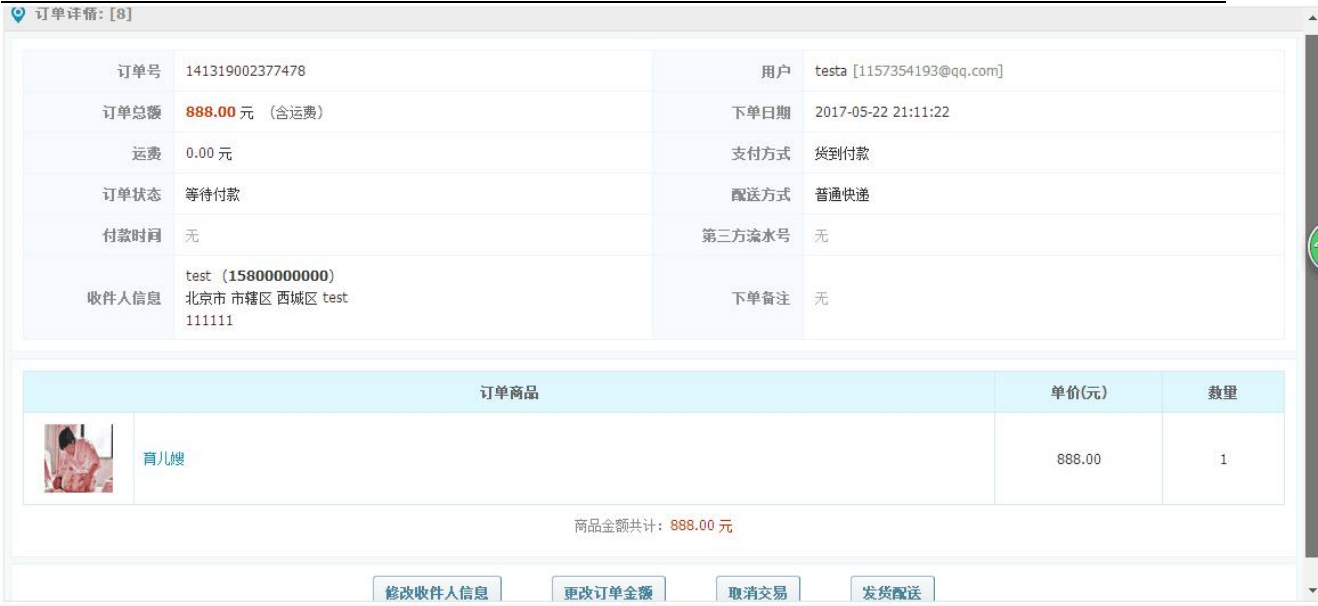 订单详情: [8]
订单号 141319002377478 用户 testa [1157354193@qq.com]
订单总额 888.00 元 （含运费） 下单日期 2017-05-22 21:11:22
运费 0.00 元 支付方式 货到付款
订单状态 等待付款 配送方式 普通快递
付款时间 无 第三方流水号 无
收件人信息 test（15800000000） 下单备注 无
北京市 市辖区 西城区 test
111111
订单商品 单价(元) 数量
育儿嫂 888.00 1
商品金额共计：888.00 元
修改收件人信息 更改订单金额 取消交易 发货配送